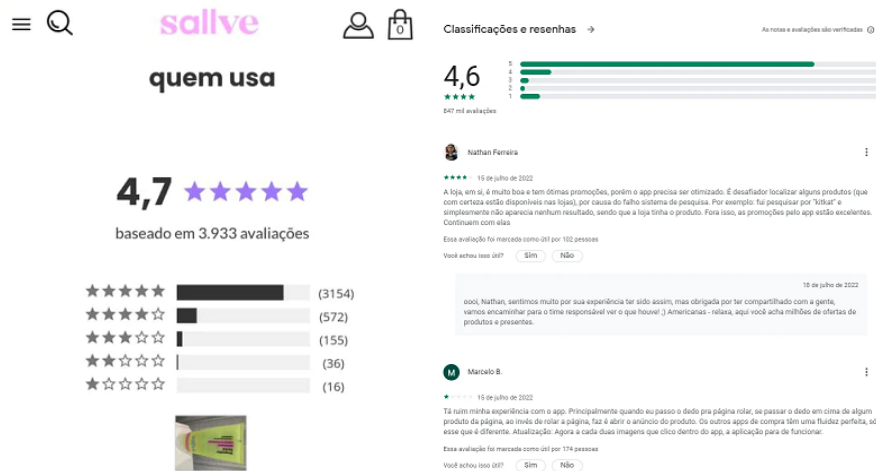 sallve
0
quem usa
4,7
baseado em 3.933 avaliações
(3154)
(572)
(155)
(36)
(16)
Classificações e resenhas
As notas e avaliações são verificadas
4,6
5
4
3
2
1
847 mil avaliações
Nathan Ferreira
15 de julho de 2022
A loja, em si, é muito boa e tem ótimas promoções, porém o app precisa ser otimizado. É desafiador localizar alguns produtos (que
com certeza estão disponíveis nas lojas), por causa do falho sistema de pesquisa. Por exemplo: fui pesquisar por "kitkat" e
simplesmente não aparecia nenhum resultado, sendo que a loja tinha o produto. Fora isso, as promoções pelo app estão excelentes.
Continuem com elas
Essa avaliação foi marcada como útil por 102 pessoas
Você achou isso útil? Sim Não
18 de julho de 2022
oooi, Nathan, sentimos muito por sua experiência ter sido assim, mas obrigada por ter compartilhado com a gente,
vamos encaminhar para o time responsável ver o que houve! ;) Americanas - relaxa, aqui você acha milhões de ofertas de
produtos e presentes.
M
Marcelo B.
15 de julho de 2022
Tá ruim minha experiência com o app. Principalmente quando eu passo o dedo pra página rolar, se passar o dedo em cima de algum
produto da página, ao invés de rolar a página, faz é abrir o anúncio do produto. Os outros apps de compra têm uma fluidez perfeita, só
esse que é diferente. Atualização: Agora a cada duas imagens que clico dentro do app, a aplicação para de funcionar.
Essa avaliação foi marcada como útil por 174 pessoas
Você achou isso útil? Sim Não